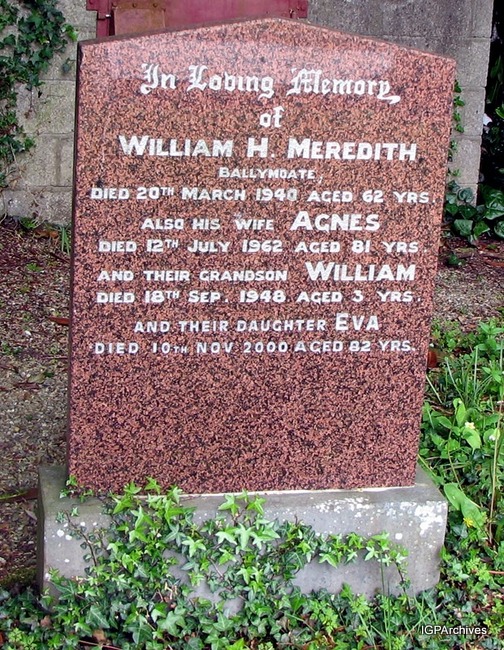 In Loving Memory
of
WILLIAM H. MEREDITH
BALLYMOATE,
DIED 20TH MARCH 1940 AGED 62 YRS.
ALSO HIS WIFE AGNES
DIED 12TH JULY 1962 AGED 81 YRS.
AND THEIR GRANDSON WILLIAM
DIED 18TH SEP. 1948 AGED 3 YRS.
AND THEIR DAUGHTER EVA
DIED 10TH NOV 2000 AGED 82 YRS.
IGPArchives